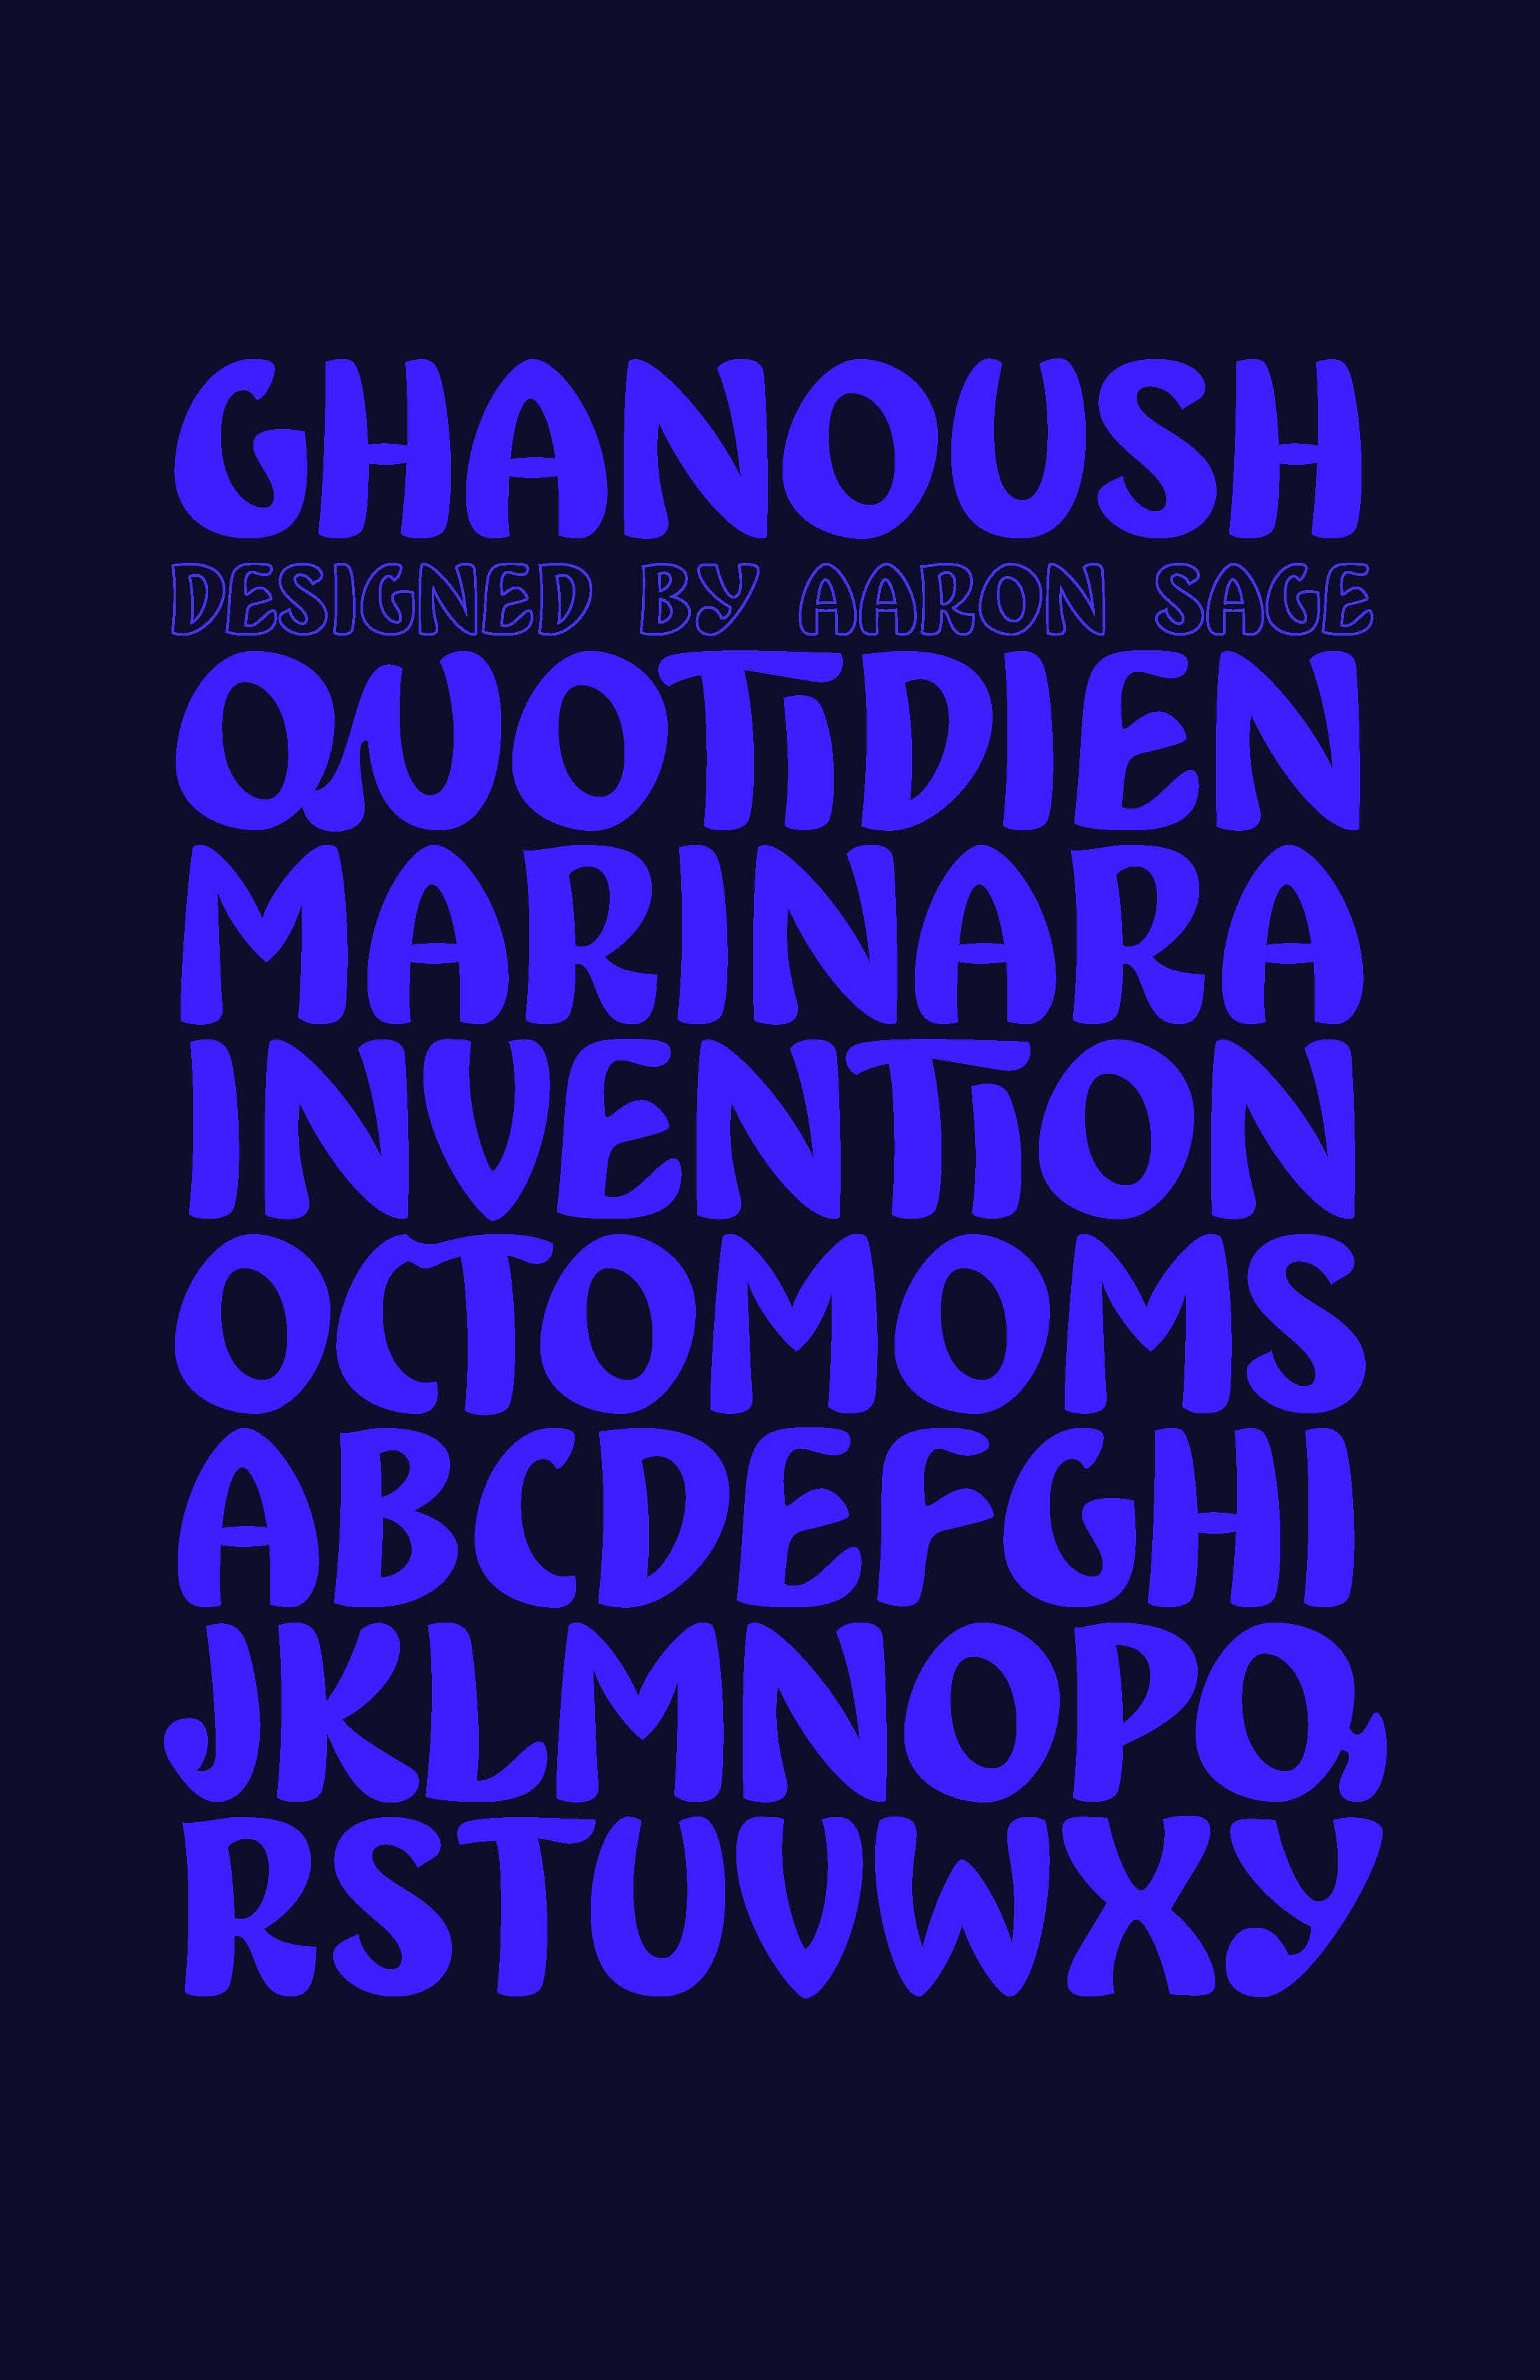 GHANOUSH
DESIGNED BY AARON SAGE
QUOTIDIEN
MARINARA
INVENTION
OCTOMOMS
ABCDEFGHI
JKLMNOPQ
RSTUVWXY